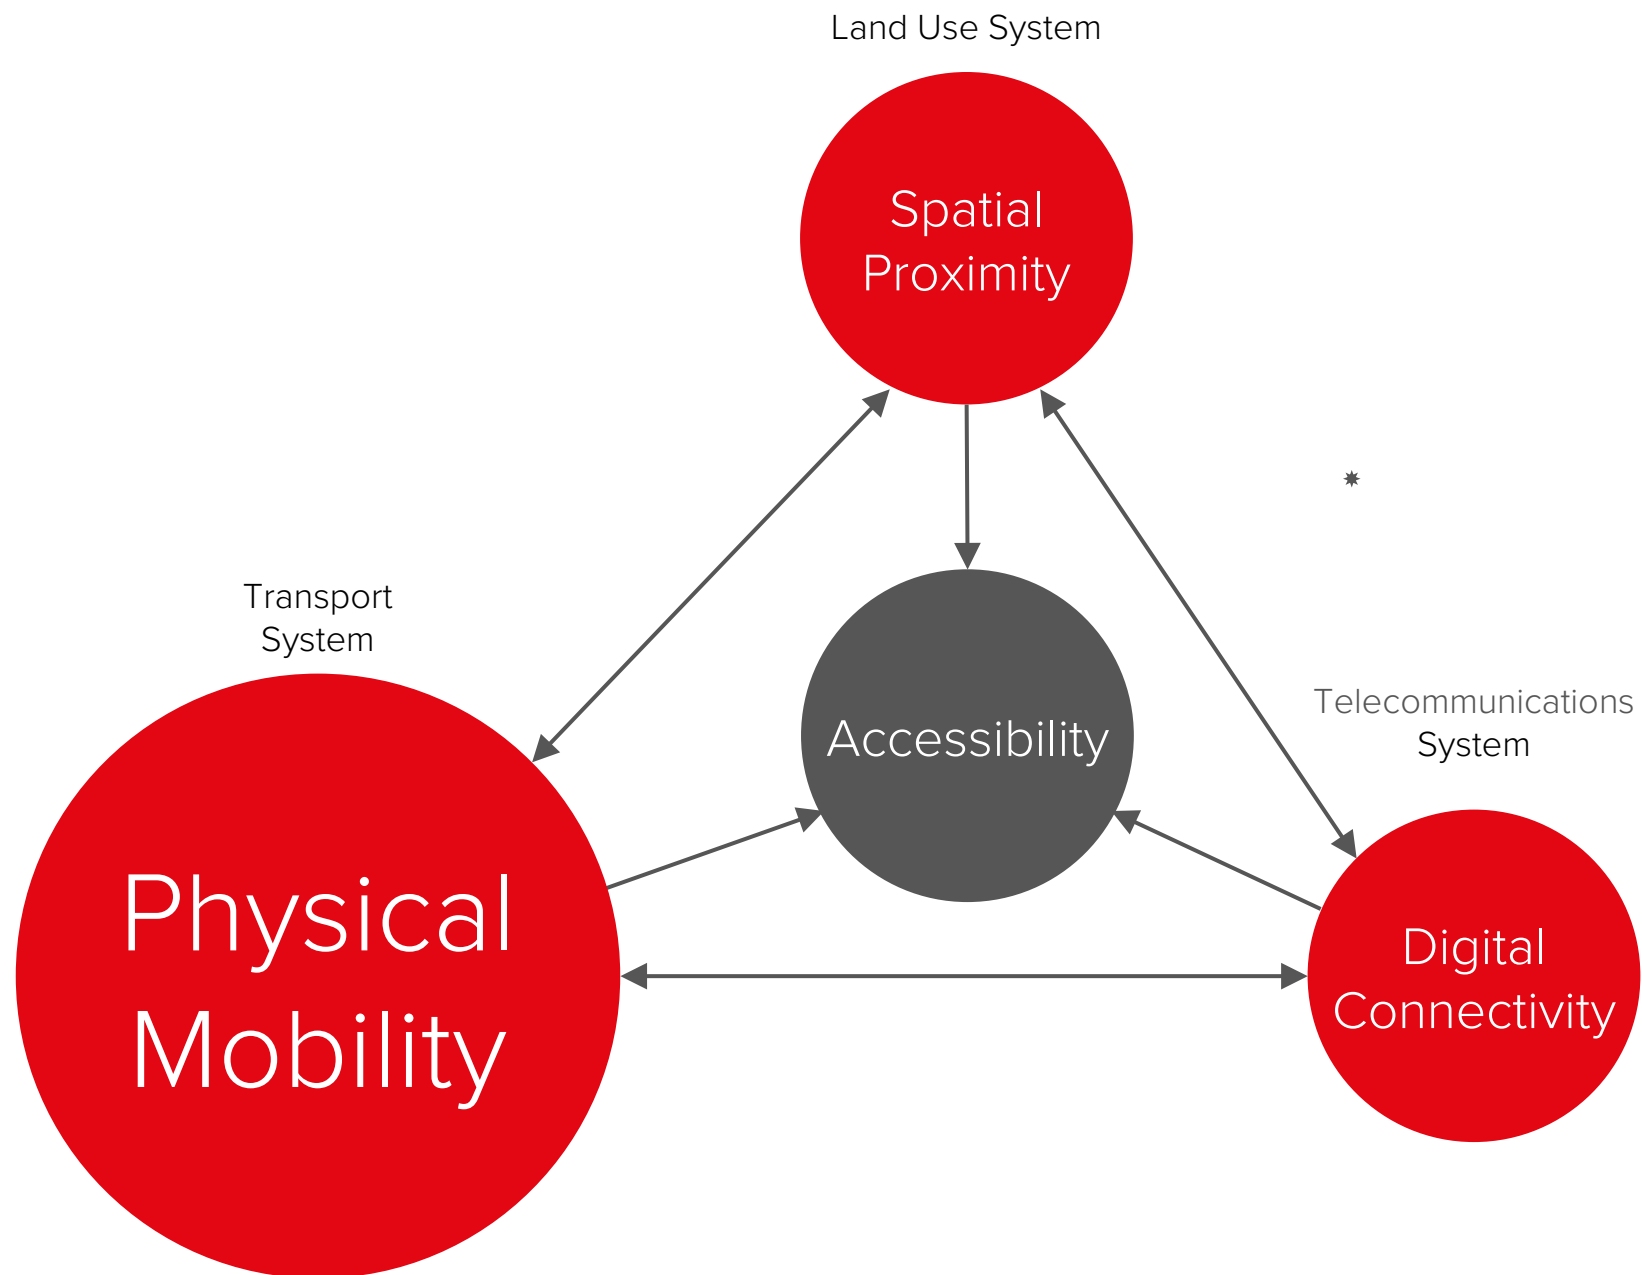 Land Use System
Spatial
Proximity
Transport
System
Accessibility
Telecommunications
System
Physical
Mobility
Digital
Connectivity